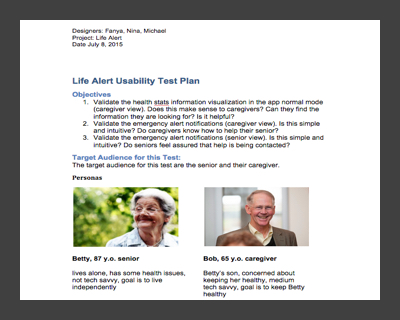 Designers: Fanya, Nina, Michael
Project: Life Alert
Date July 8, 2015
Life Alert Usability Test Plan
Objectives
1. Validate the health stats information visualization in the app normal mode
(caregiver view). Does this make sense to caregivers? Can they find the
information they are looking for? Is it helpful?
2. Validate the emergency alert notifications (caregiver view). Is this simple
and intuitive? Do caregivers know how to help their senior?
3. Validate the emergency alert notifications (senior view). Is this simple and
intuitive? Do seniors feel assured that help is being contacted?
Target Audience for this Test:
The target audience for this test are the senior and their caregiver.
Personas
Betty, 87 y.o. senior
lives alone, has some health issues,
not tech savvy, goal is to live
independently
Bob, 65 y.o. caregiver
Betty's son, concerned about
keeping her healthy, medium
tech savvy, goal is to keep Betty
healthy